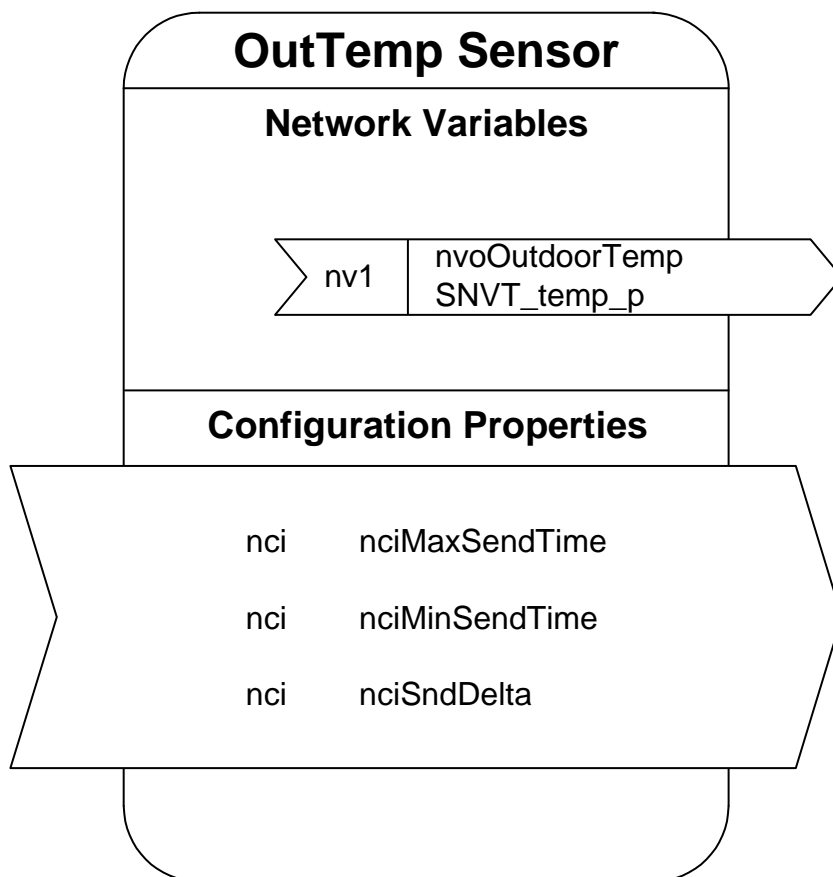 OutTemp Sensor
Network Variables
nv1
nvoOutdoorTemp
SNVT_temp_p
Configuration Properties
nci nciMaxSendTime
nci nciMinSendTime
nci nciSndDelta